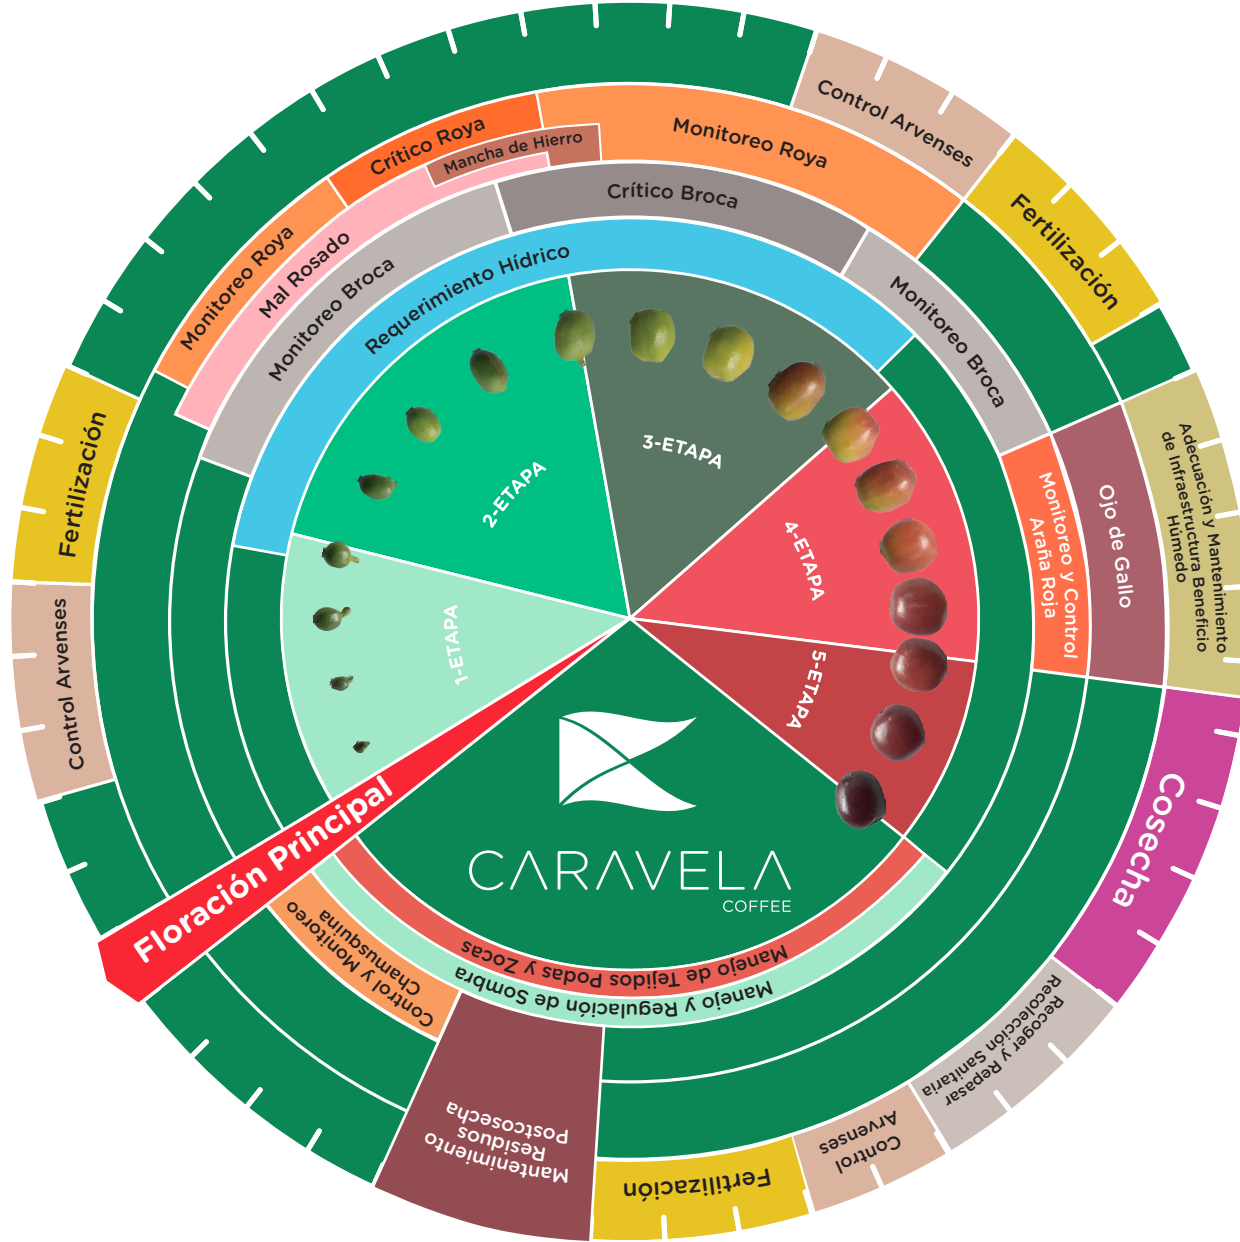 Control Arvenses
Fertilización
Adecuación y Mantenimiento
de Infraestructura Beneficio
Húmedo
Cosecha
Recoger y Repasar
Recolección Sanitaria
Control
Arvenses
Fertilización
Mantenimiento
Residuos
Postcosecha
Floración Principal
Control Arvenses
Fertilización
Monitoreo Roya
Crítico Roya
Monitoreo Roya
Mancha de Hierro
Mal Rosado
Monitoreo Broca
Crítico Broca
Monitoreo Broca
Ojo de Gallo
Monitoreo y Control
Araña Roja
Requerimiento Hídrico
1-ETAPA
2-ETAPA
3-ETAPA
4-ETAPA
5-ETAPA
CARAVELA
COFFEE
Manejo de Tejidos Podas y Zocas
Manejo y Regulación de Sombra
Control y Monitoreo
Chamusquina